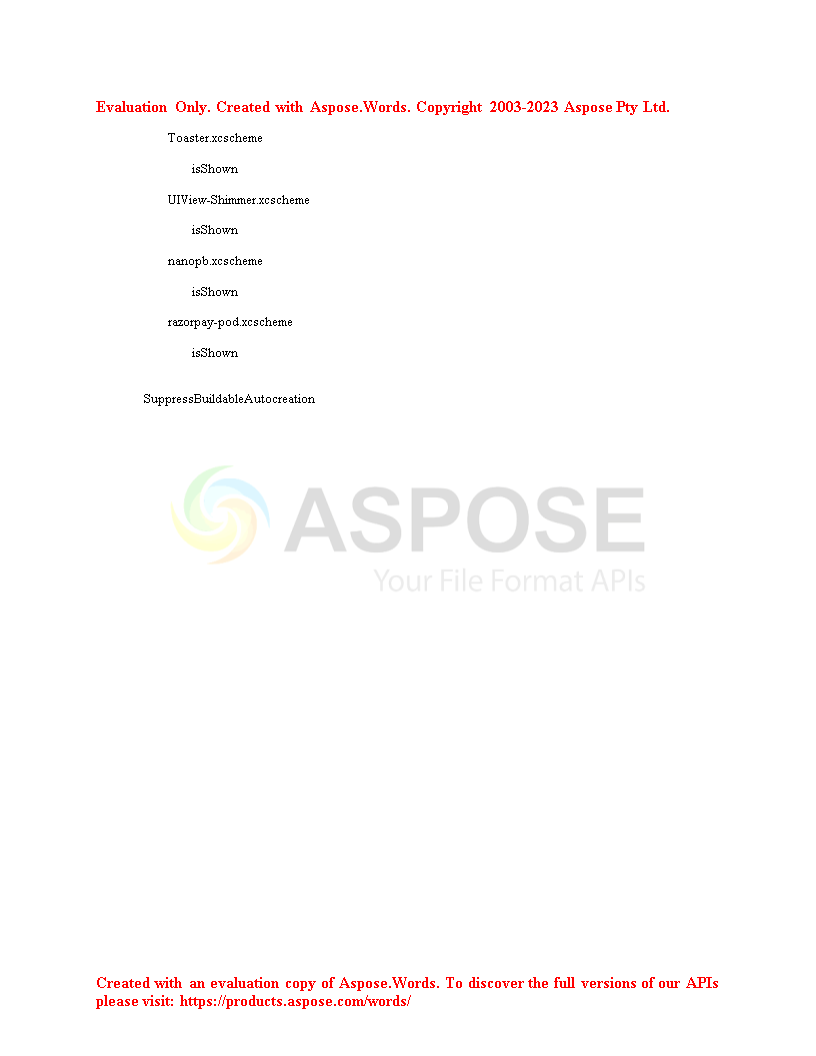 Evaluation Only. Created with Aspose.Words. Copyright 2003-2023 Aspose Pty Ltd.
Toaster.xcscheme
isShown
UIView-Shimmer.xcscheme
isShown
nanopb.xcscheme
isShown
razorpay-pod.xcscheme
isShown
SuppressBuildableAutocreation
ASPOSE
Your File Format APIs
Created with an evaluation copy of Aspose.Words. To discover the full versions of our APIs
please visit: https://products.aspose.com/words/